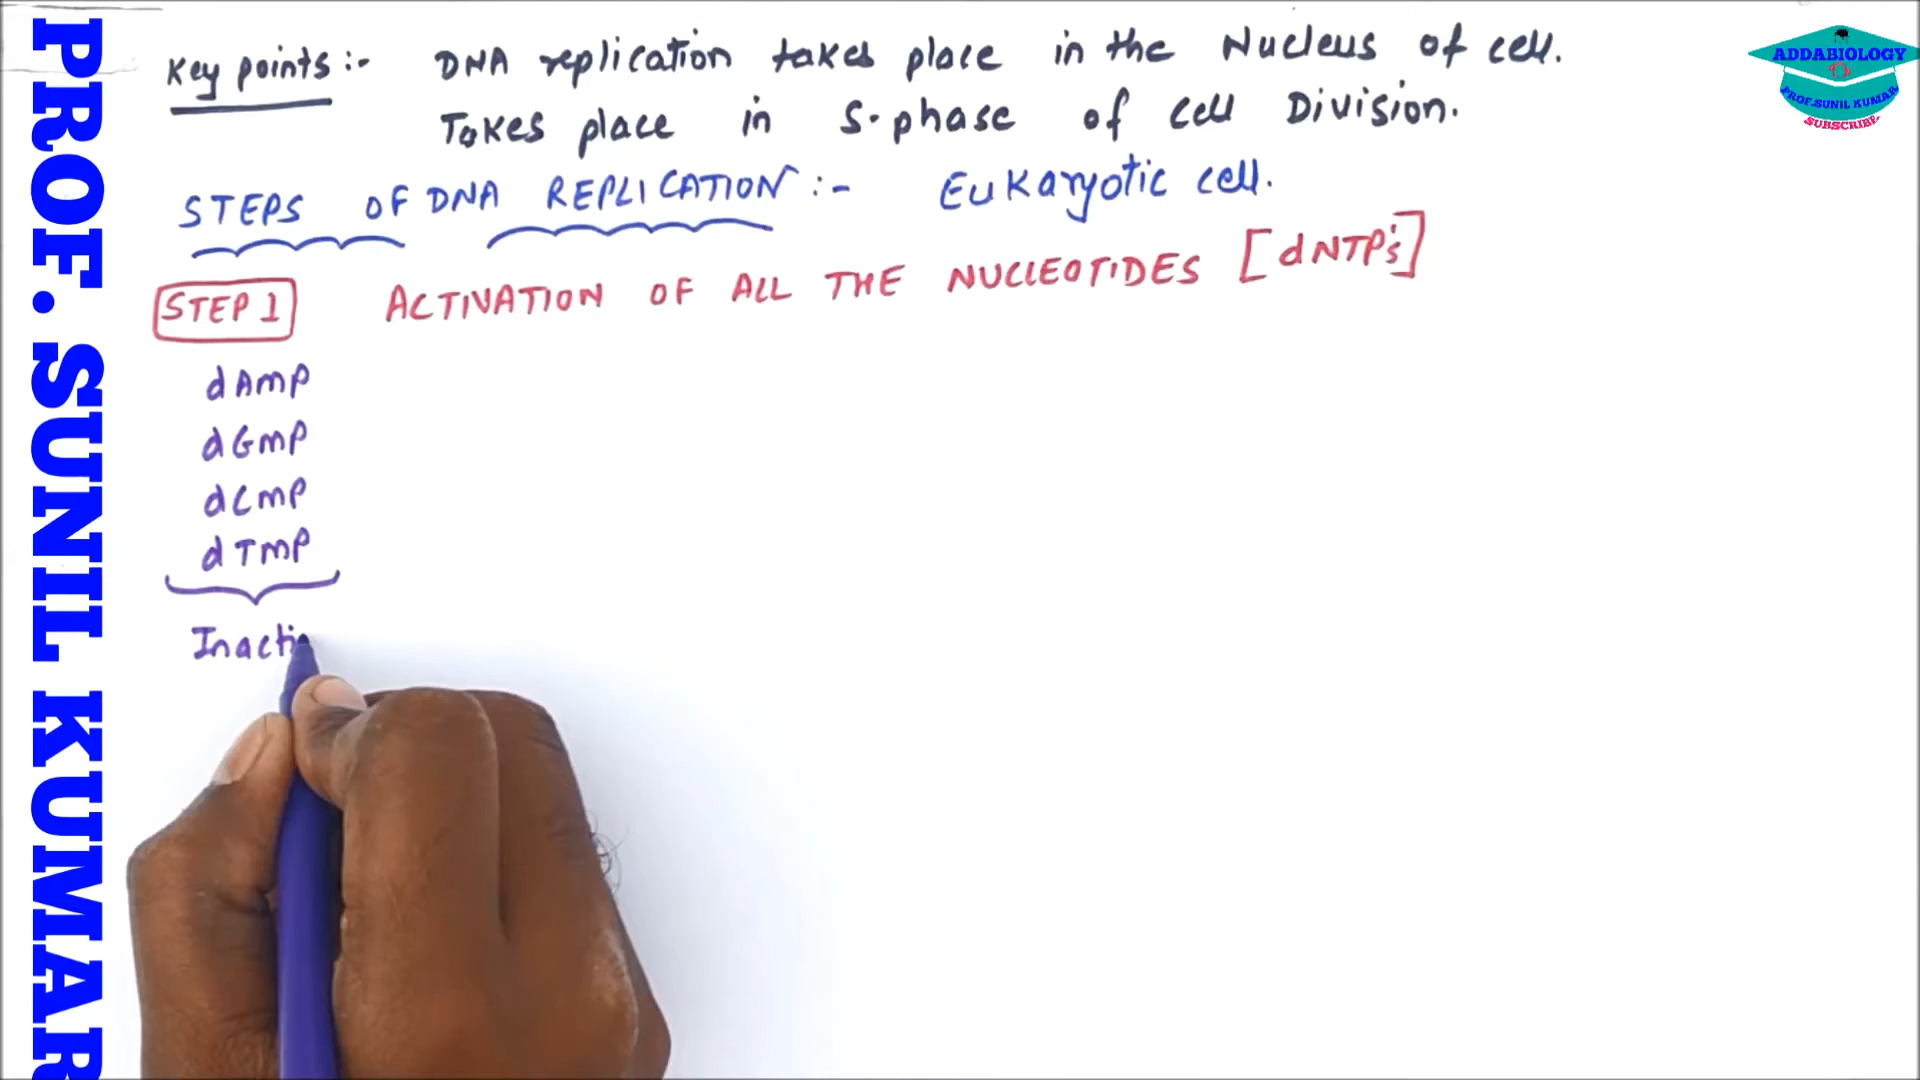 PROF. SUNIL KUMAR
Key points :- DNA replication takes place in the Nucleus of cell.
Takes place in S-phase of cell Division.
STEPS OF DNA REPLICATION :- Eukaryotic cell.
STEP 1 ACTIVATION OF ALL THE NUCLEOTIDES [dNTP's]
dAMP
dGMP
dCMP
dTMP
Inacti
ADDABIOLOGY
PROF.SUNIL KUMAR
SUBSCRIBE